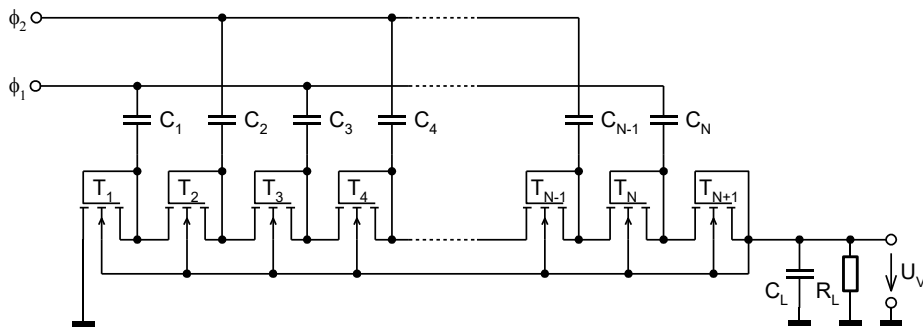 ϕ2
ϕ1
C1
C2
C3
C4
CN-1
CN
T1
T2
T3
T4
TN-1
TN
TN+1
CL
RL
UV